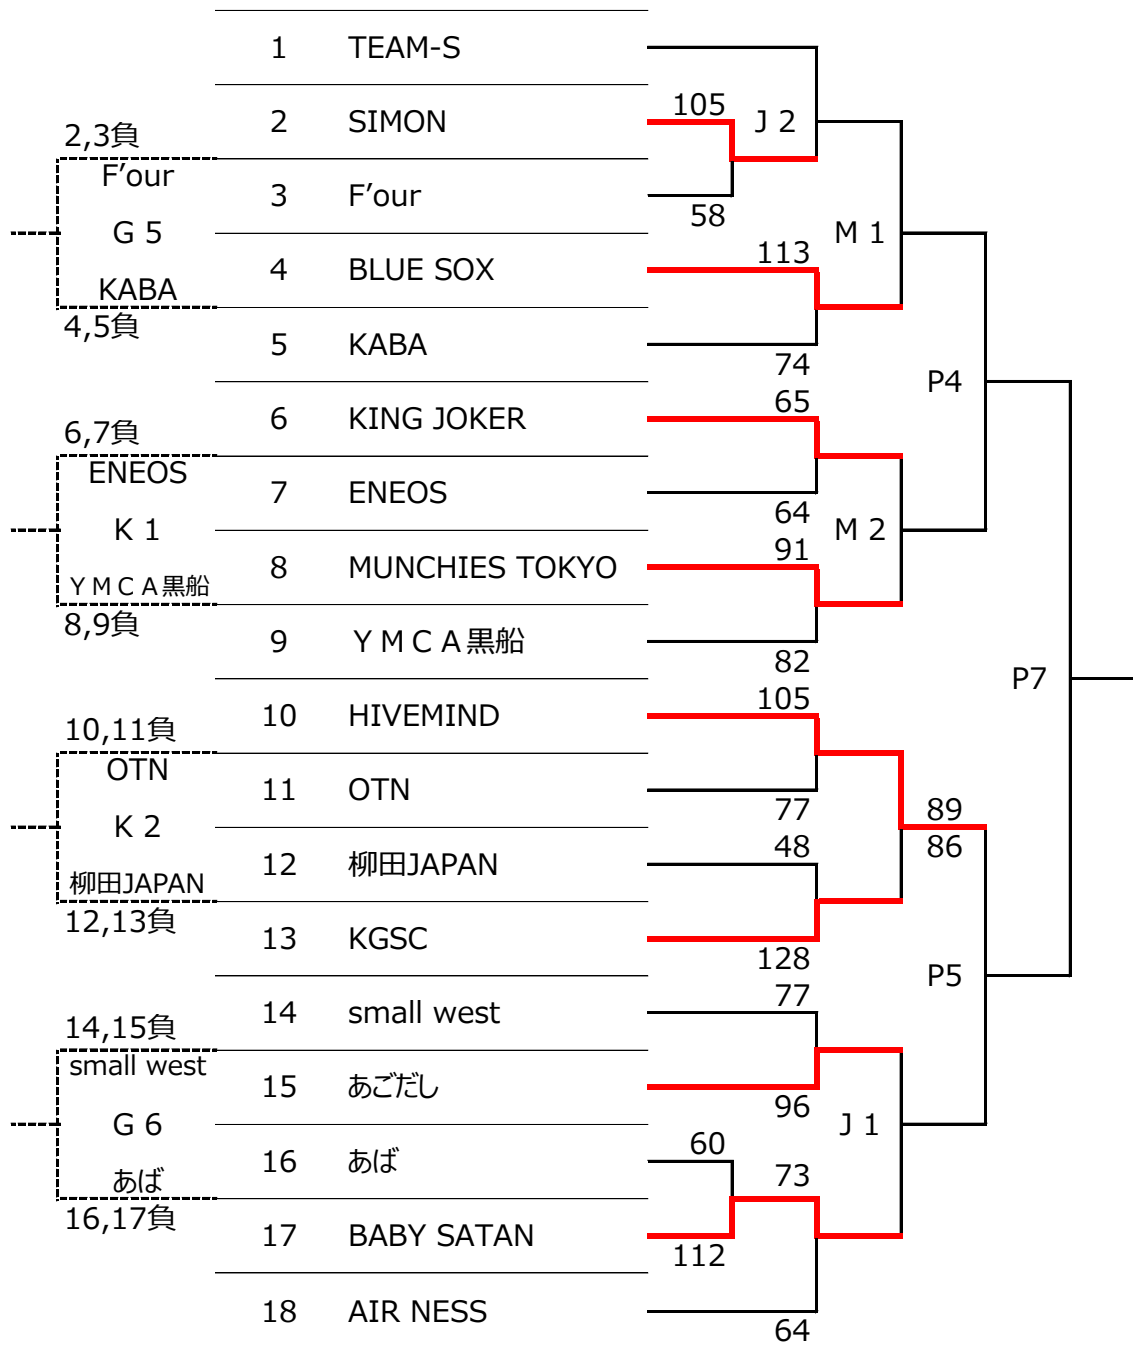 1 TEAM-S
105
2 SIMON J 2
2,3負
F'our
3 F'our
58
G 5 M 1
113
4 BLUE SOX
KABA
4,5負
5 KABA
74
P4
65
6 KING JOKER
6,7負
ENEOS
7 ENEOS
64
K 1 M 2
91
8 MUNCHIES TOKYO
ＹＭＣＡ黒船
8,9負
9 ＹＭＣＡ黒船
82
P7
105
10 HIVEMIND
10,11負
OTN
11 OTN
77 89
K 2
48 86
12 柳田JAPAN
柳田JAPAN
12,13負
13 KGSC
128
P5
77
14 small west
14,15負
small west
15 あごだし
96
G 6 J 1
60
16 あば
73
あば
16,17負
17 BABY SATAN
112
18 AIR NESS
64